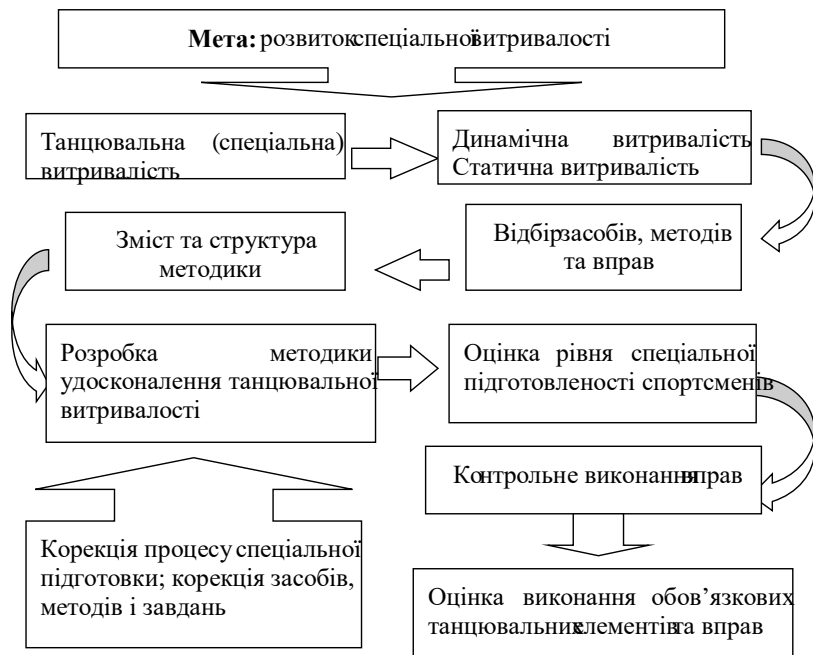 Мета: розвиток спеціальної витривалості
Танцювальна (спеціальна)
витривалість
Динамічна витривалість
Статична витривалість
Відбір засобів, методів
та вправ
Зміст та структура
методики
Розробка методики
удосконалення танцювальної
витривалості
Оцінка рівня спеціальної
підготовленості спортсменів
Контрольне виконання вправ
Корекція процесу спеціальної
підготовки; корекція засобів,
методів і завдань
Оцінка виконання обов’язкових
танцювальних елементів та вправ